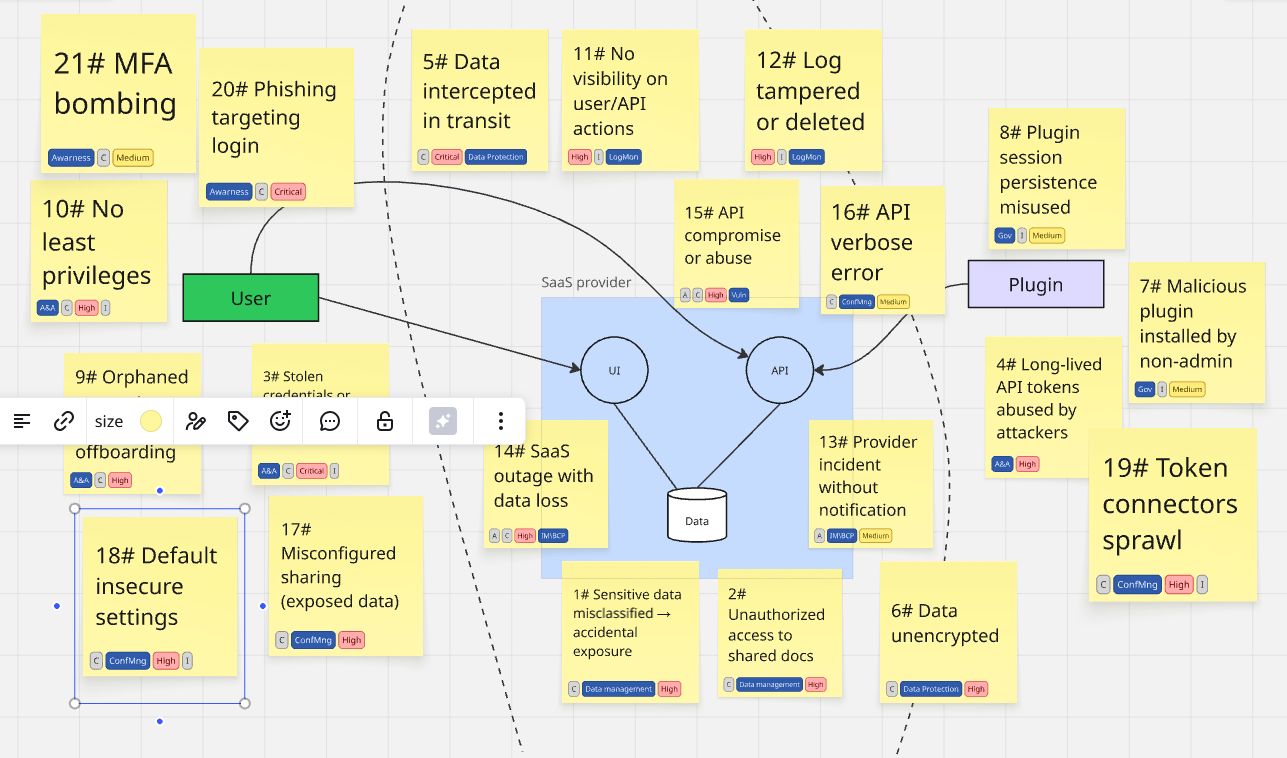 21# MFA
bombing
Awarness C Medium
20# Phishing
targeting
login
Awarness C Critical
5# Data
intercepted
in transit
C Critical Data Protection
11# No
visibility on
user/API
actions
High I LogMon
12# Log
tampered
or deleted
High I LogMon
8# Plugin
session
persistence
misused
Gov I Medium
10# No
least
privileges
A&A C High I
User
15# API
compromise
or abuse
A C High Vuln
16# API
verbose
error
C ConfMng Medium
Plugin
7# Malicious
plugin
installed by
non-admin
Gov I Medium
SaaS provider
UI
API
Data
9# Orphaned
offboarding
A&A C High
3# Stolen
credentials or
A&A C Critical I
size
4# Long-lived
API tokens
abused by
attackers
A&A High
14# SaaS
outage with
data loss
A C High IM\BCP
13# Provider
incident
without
notification
A IM\BCP Medium
19# Token
connectors
sprawl
C ConfMng High I
18# Default
insecure
settings
C ConfMng High I
17#
Misconfigured
sharing
(exposed data)
C ConfMng High
1# Sensitive data
misclassified →
accidental
exposure
C Data management High
2#
Unauthorized
access to
shared docs
C Data management High
6# Data
unencrypted
C Data Protection High